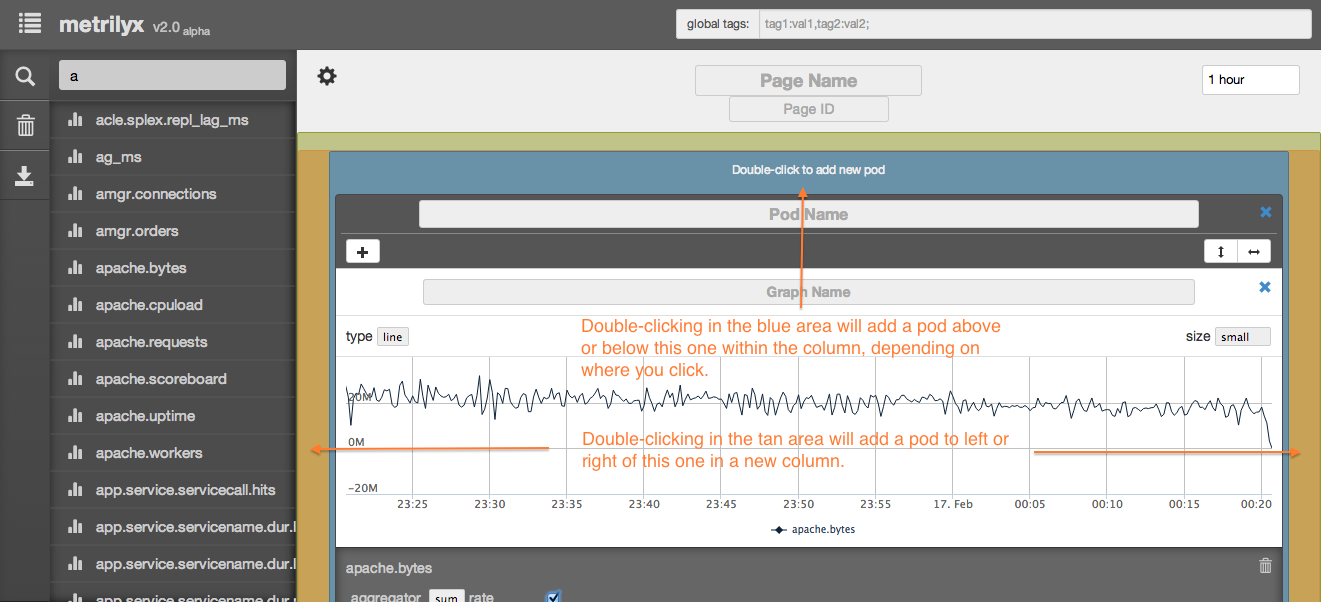 metrilyx v2.0 alpha
global tags: tag1:val1,tag2:val2;
a
Page Name
1 hour
Page ID
acle.splex.repl_lag_ms
ag_ms
amgr.connections
amgr.orders
apache.bytes
apache.cpuload
apache.requests
apache.scoreboard
apache.uptime
apache.workers
app.service.servicecall.hits
app.service.servicename.dur.
app.service.servicename.dur.
app.service.servicename.dur.
Double-click to add new pod
Pod Name
Graph Name
type line
size small
Double-clicking in the blue area will add a pod above
or below this one within the column, depending on
where you click.
20M
Double-clicking in the tan area will add a pod to left or
right of this one in a new column.
0M
-20M
23:25 23:30 23:35 23:40 23:45 23:50 23:55 17. Feb 00:05 00:10 00:15 00:20
apache.bytes
apache.bytes
aggregator sum rate